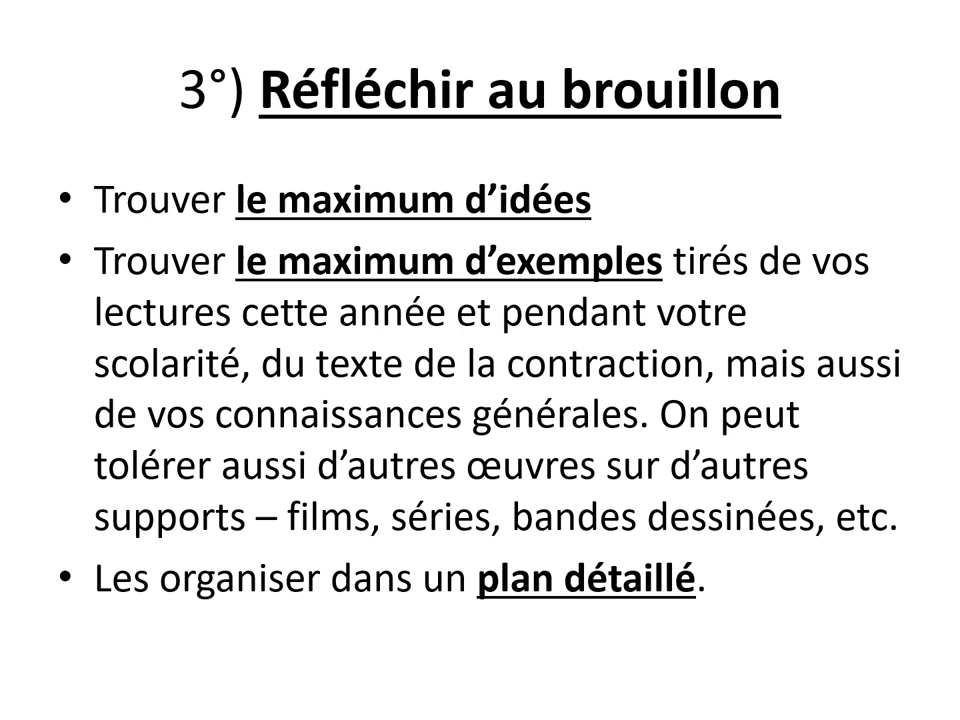 3°) Réfléchir au brouillon
• Trouver le maximum d’idées
• Trouver le maximum d’exemples tirés de vos
lectures cette année et pendant votre
scolarité, du texte de la contraction, mais aussi
de vos connaissances générales. On peut
tolérer aussi d’autres œuvres sur d’autres
supports – films, séries, bandes dessinées, etc.
• Les organiser dans un plan détaillé.